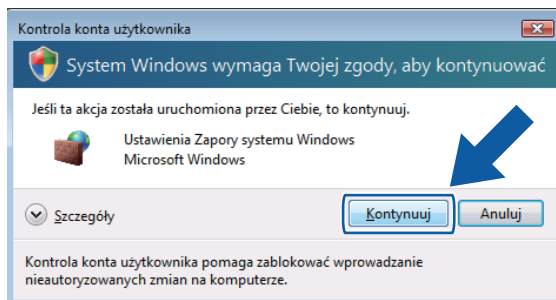 Kontrola konta użytkownika
System Windows wymaga Twojej zgody, aby kontynuować
Jeśli ta akcja została uruchomiona przez Ciebie, to kontynuuj.
Ustawienia Zapory systemu Windows
Microsoft Windows
Szczegóły
Kontynuuj
Anuluj
Kontrola konta użytkownika pomaga zablokować wprowadzanie
nieautoryzowanych zmian na komputerze.